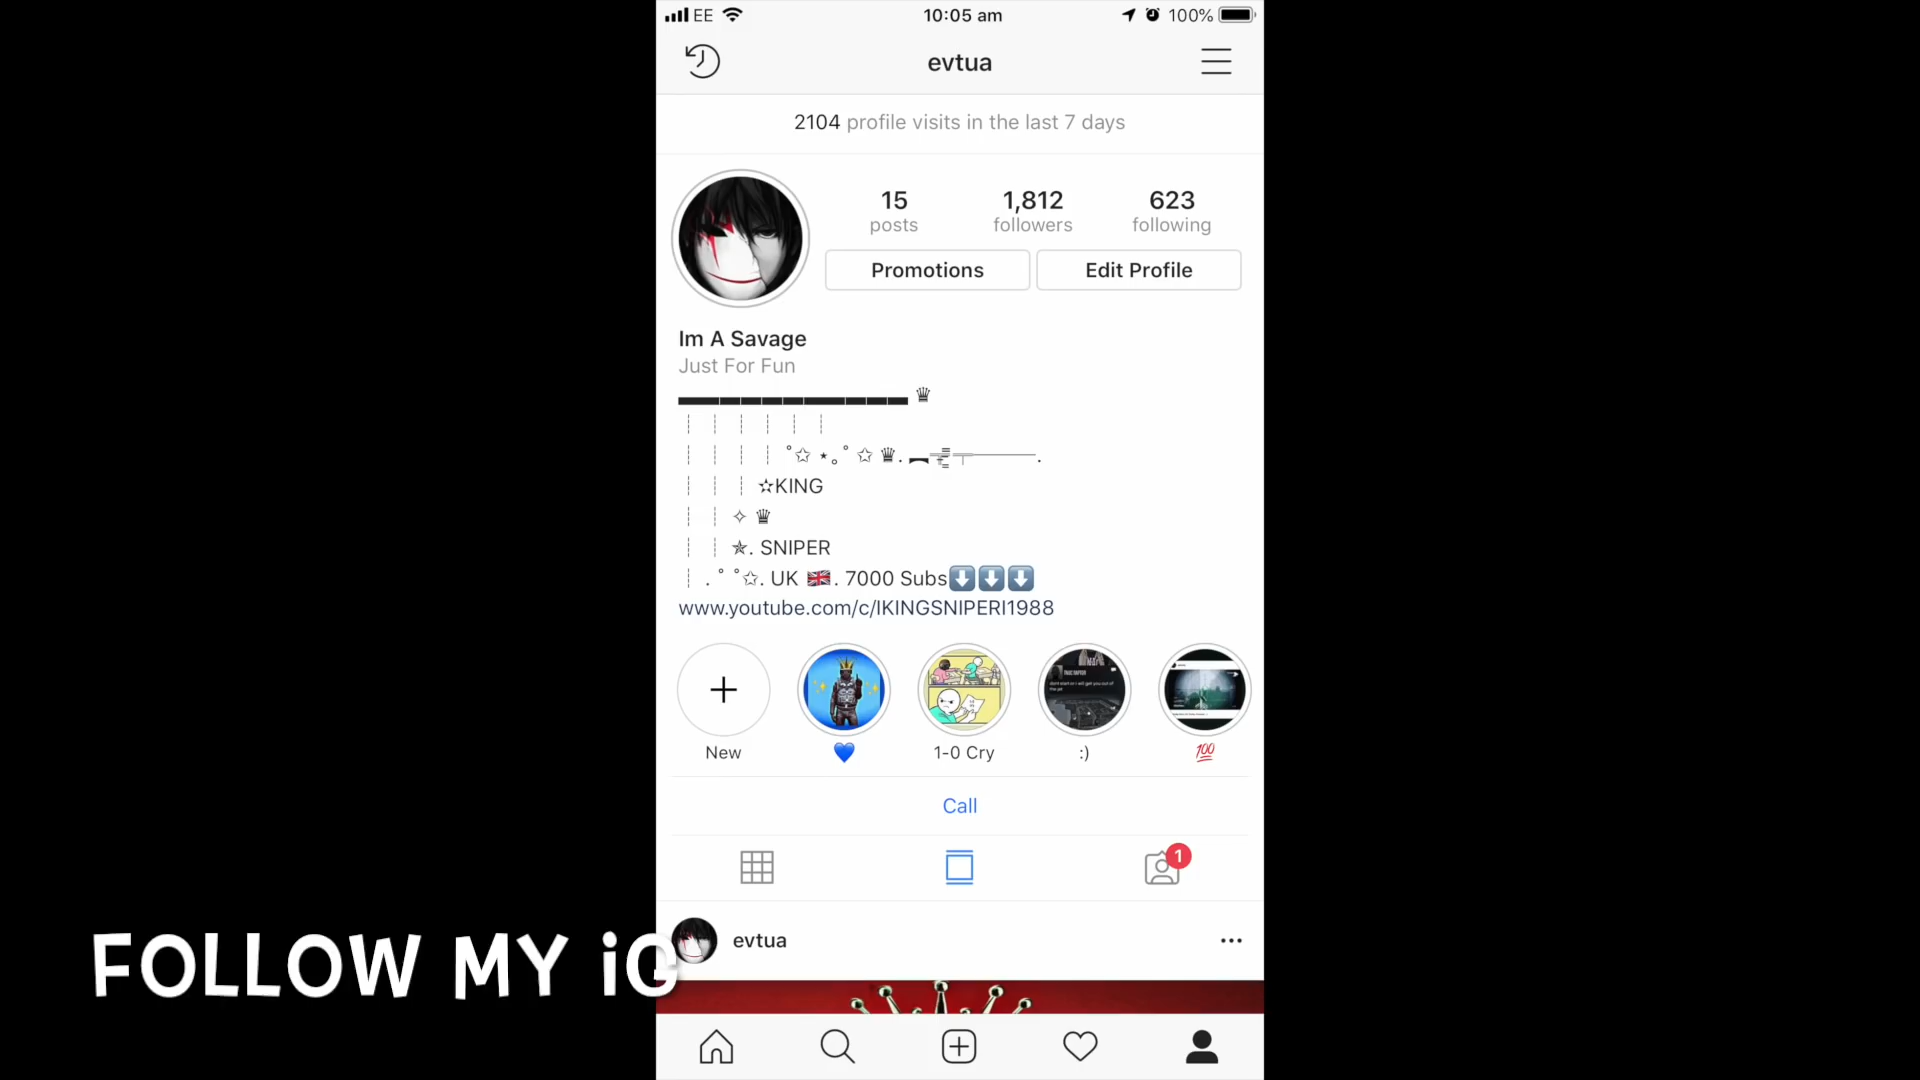 EE 10:05 am 100%
evtua
2104 profile visits in the last 7 days
15 1,812 623
posts followers following
Promotions Edit Profile
Im A Savage
Just For Fun
▬▬▬▬▬▬▬▬▬▬▬ ♛
┊ ┊ ┊ ┊ ┊ ┊
┊ ┊ ┊ ┊ ˚✩ ⋆｡˚ ✩ ♛. ︻╦̵̵͇̿̿̿̿╤───.
┊ ┊ ┊ ☆KING
┊ ┊ ✧ ♛
┊ ┊ ✯. SNIPER
┊ . ˚ ˚✩. UK 🇬🇧. 7000 Subs⬇️⬇️⬇️
www.youtube.com/c/IKINGSNIPERI1988
New 💙 1-0 Cry :) 💯
Call
1
evtua
FOLLOW MY iG